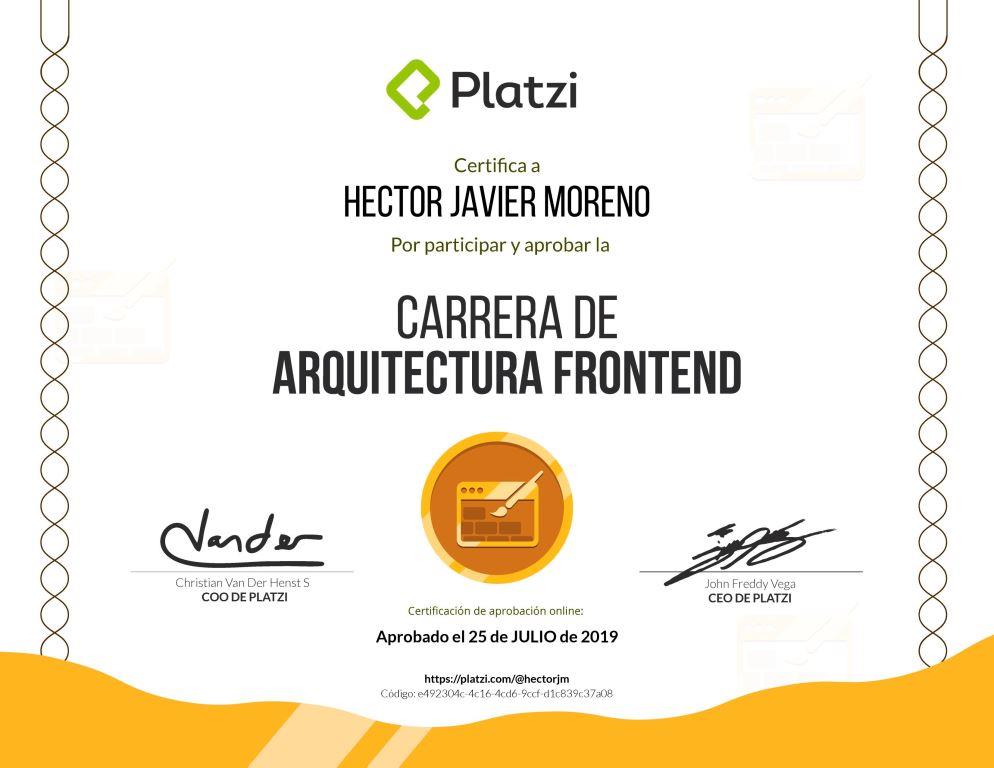 Platzi
Certifica a
HECTOR JAVIER MORENO
Por participar y aprobar la
CARRERA DE
ARQUITECTURA FRONTEND
Vander
Christian Van Der Henst S
COO DE PLATZI
John Freddy Vega
CEO DE PLATZI
Certificación de aprobación online:
Aprobado el 25 de JULIO de 2019
https://platzi.com/@hectorjm
Código: e492304c-4c16-4cd6-9ccf-d1c839c37a08